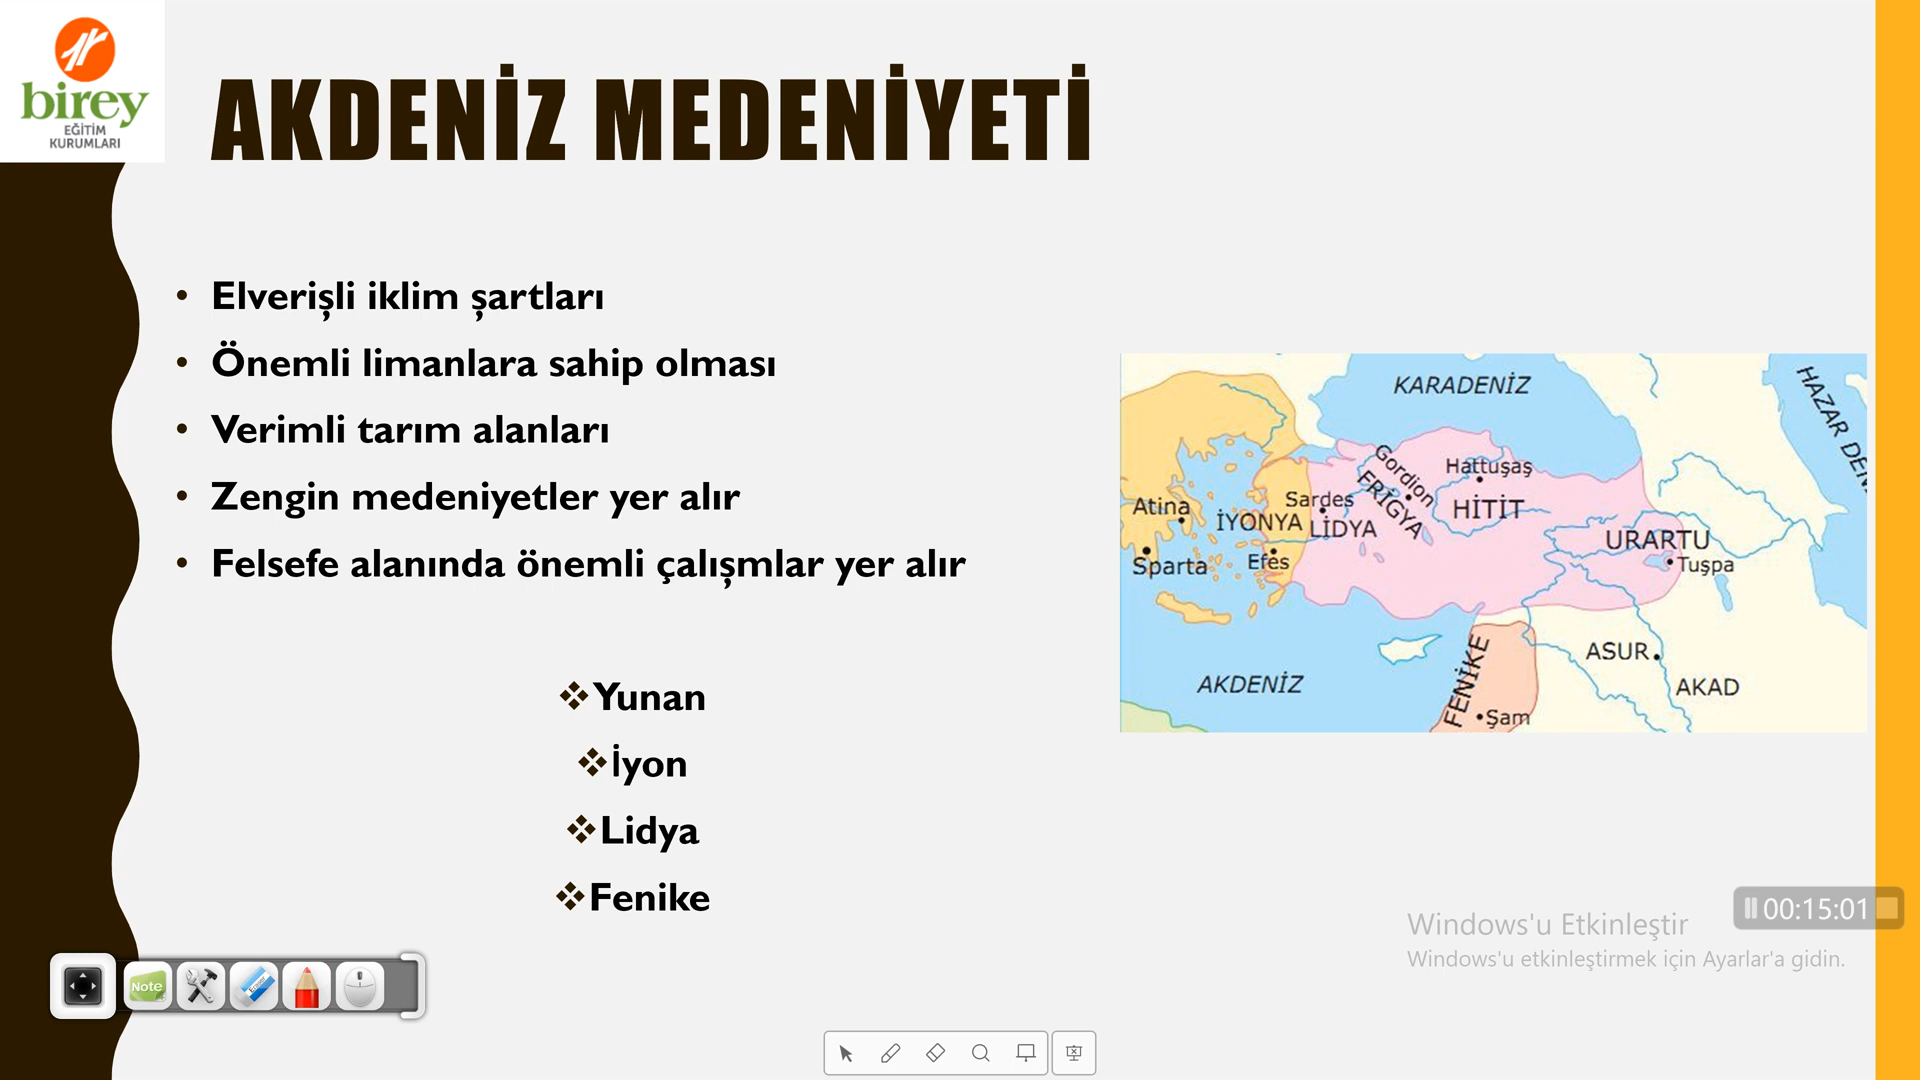 birey
EĞİTİM
KURUMLARI
AKDENİZ MEDENİYETİ
• Elverişli iklim şartları
• Önemli limanlara sahip olması
• Verimli tarım alanları
• Zengin medeniyetler yer alır
• Felsefe alanında önemli çalışmlar yer alır
❖Yunan
❖İyon
❖Lidya
❖Fenike
KARADENİZ
HAZAR DEN
Gordion
Hattuşaş
FRİGYA
Sardes
Atina
HİTİT
İYONYA
LİDYA
URARTU
Efes
Sparta
Tuşpa
ASUR
FENİKE
AKDENİZ
AKAD
Şam
00:15:01
Windows'u Etkinleştir
Windows'u etkinleştirmek için Ayarlar'a gidin.
Note